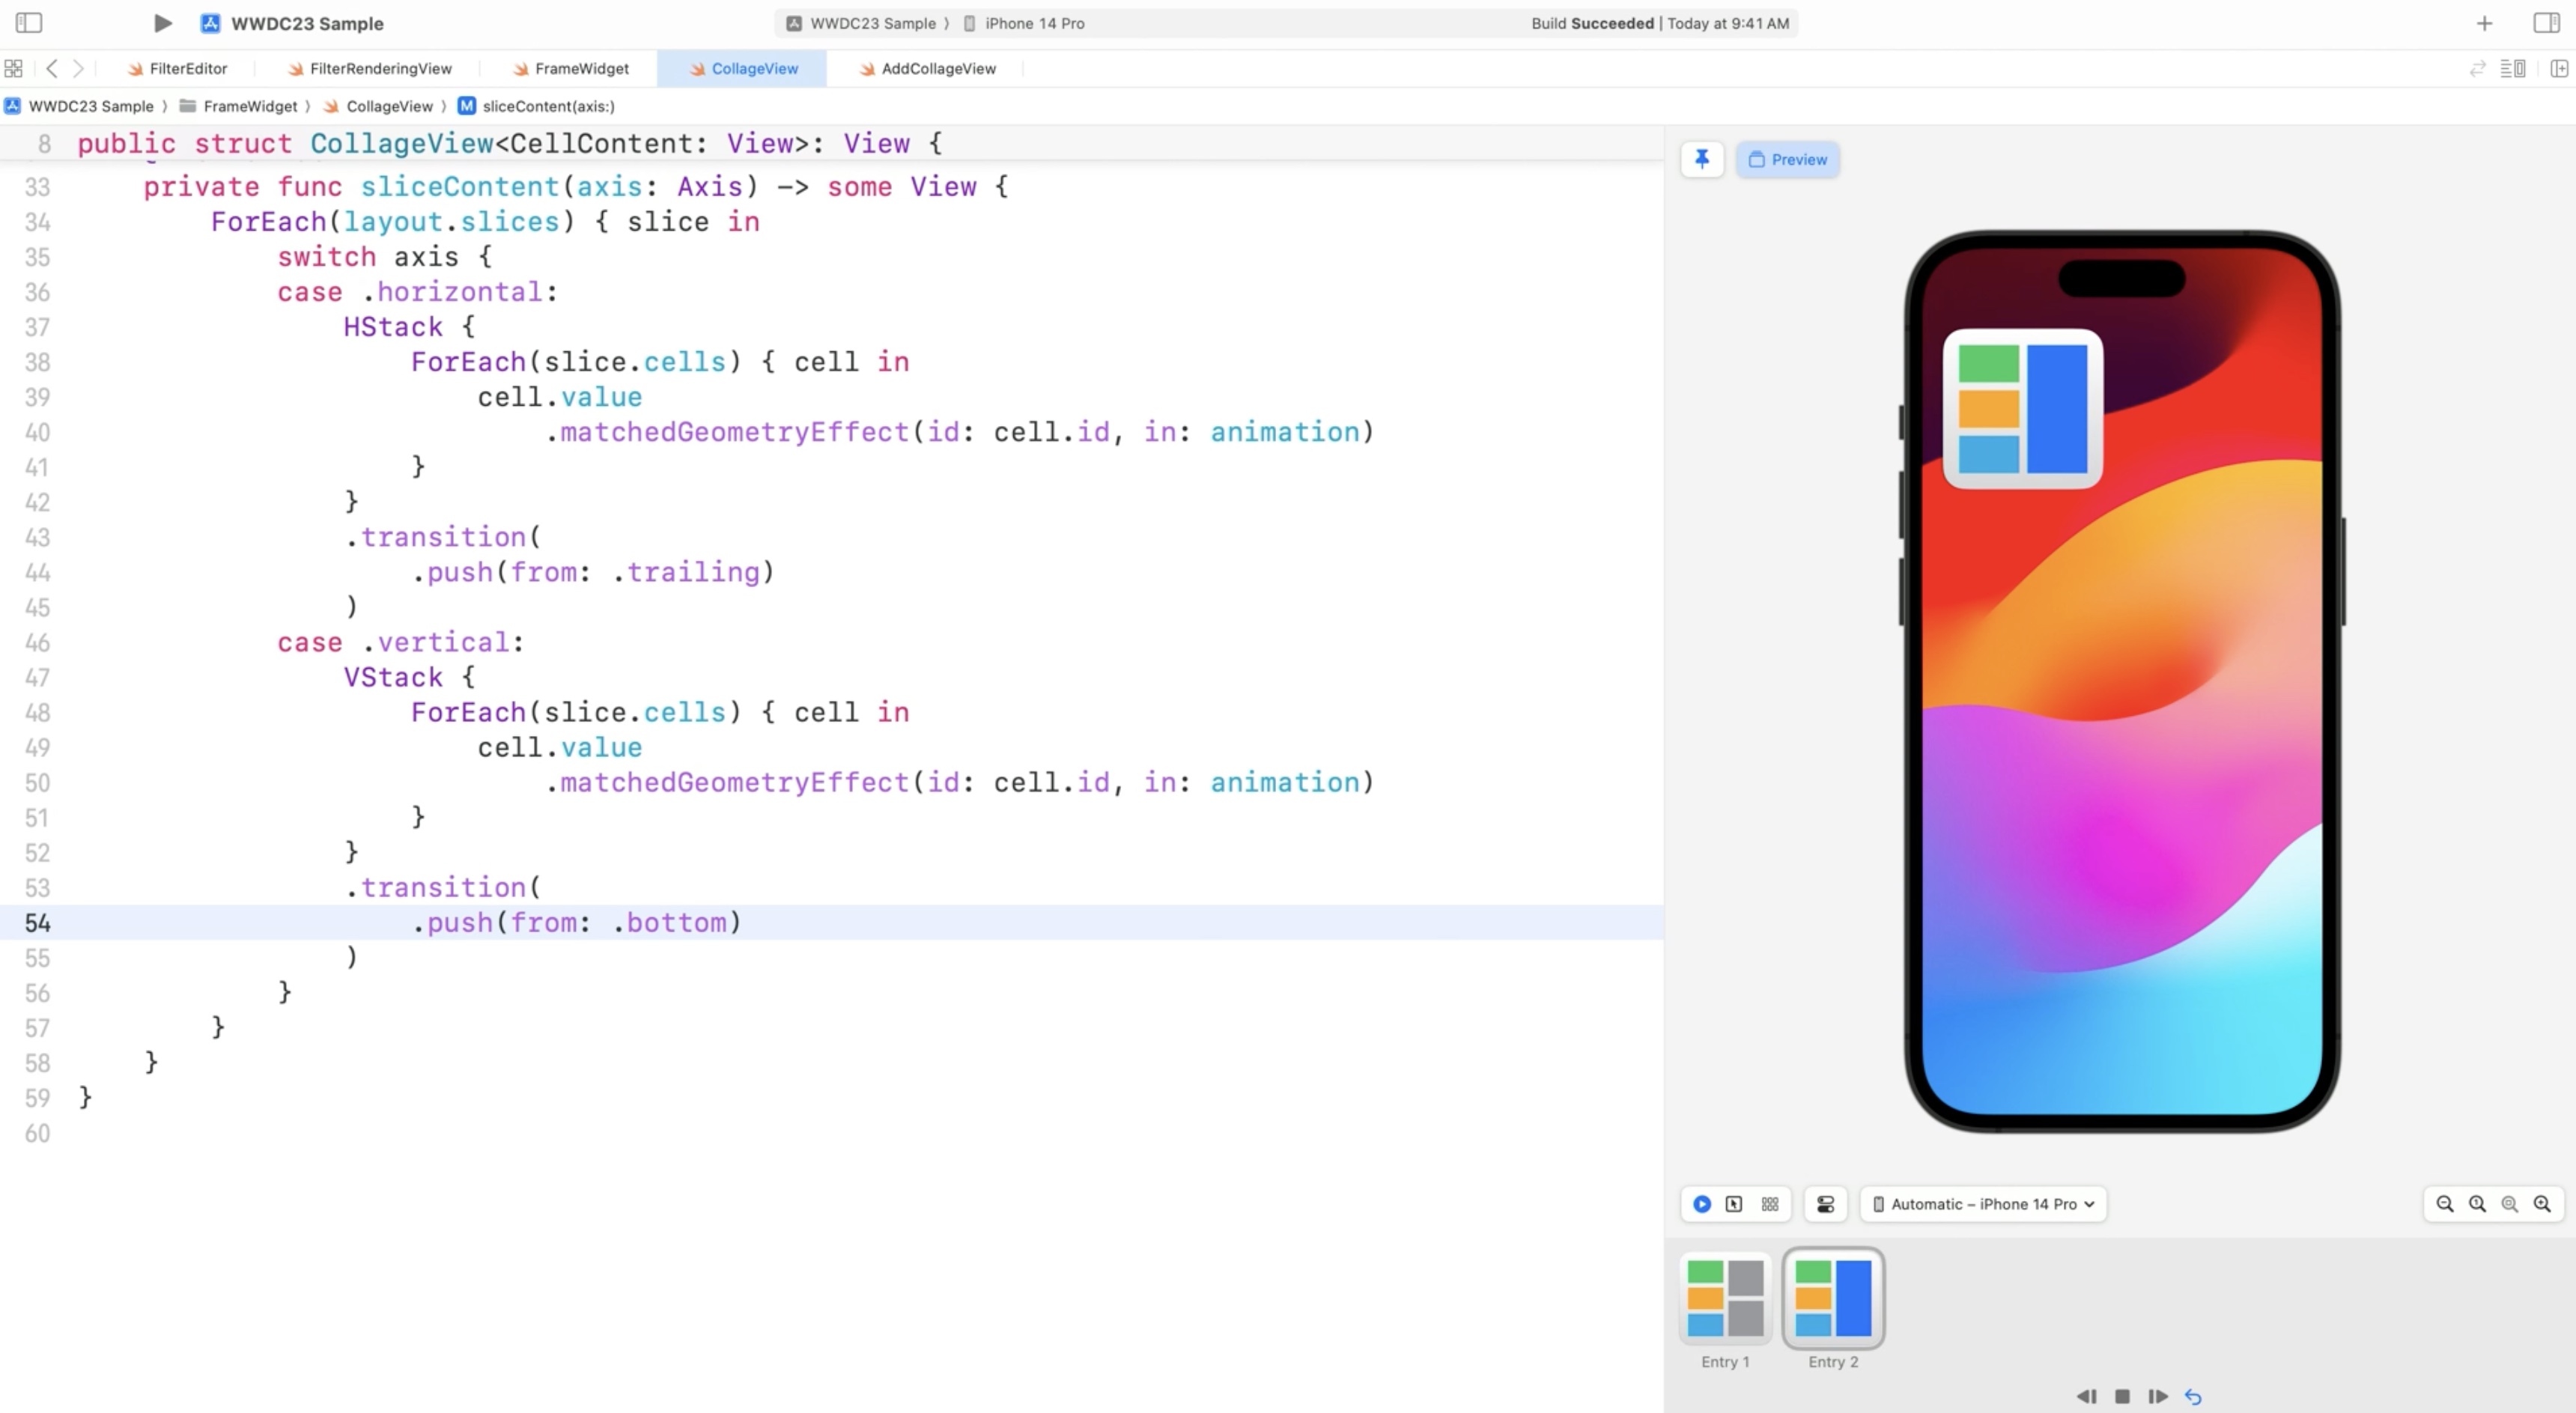 WWDC23 Sample
WWDC23 Sample
iPhone 14 Pro
Build Succeeded | Today at 9:41 AM
FilterEditor
FilterRenderingView
FrameWidget
CollageView
AddCollageView
WWDC23 Sample
FrameWidget
CollageView
M
sliceContent(axis:)
8 public struct CollageView<CellContent: View>: View {
33 private func sliceContent(axis: Axis) -> some View {
34 ForEach(layout.slices) { slice in
35 switch axis {
36 case .horizontal:
37 HStack {
38 ForEach(slice.cells) { cell in
39 cell.value
40 .matchedGeometryEffect(id: cell.id, in: animation)
41 }
42 }
43 .transition(
44 .push(from: .trailing)
45 )
46 case .vertical:
47 VStack {
48 ForEach(slice.cells) { cell in
49 cell.value
50 .matchedGeometryEffect(id: cell.id, in: animation)
51 }
52 }
53 .transition(
54 .push(from: .bottom)
55 )
56 }
57 }
58 }
59 }
60
Preview
Automatic – iPhone 14 Pro
Entry 1
Entry 2